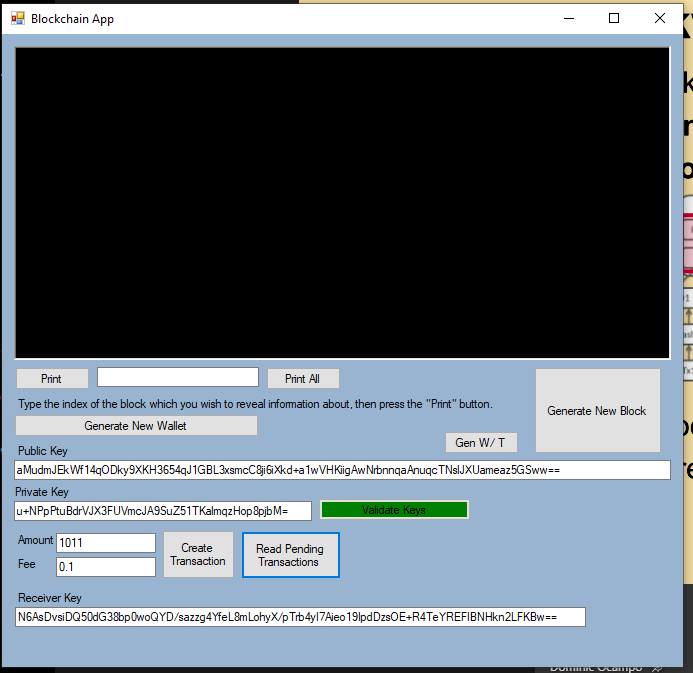 Blockchain App
Print
Print All
Type the index of the block which you wish to reveal information about, then press the "Print" button.
Generate New Block
Generate New Wallet
Gen W/ T
Public Key
aMudmJEkWf14qODky9XKH3654qJ1GBL3xsmcC8ji6iXkd+a1wVHKiigAwNrbnnqaAnuqcTNslJXUameaz5GSww==
Private Key
u+NPpPtuBdrVJX3FUVmcJA9SuZ51TKalmqzHop8pjbM=
Validate Keys
Amount 1011
Fee 0.1
Create
Transaction
Read Pending
Transactions
Receiver Key
N6AsDvsiDQ50dG38bp0woQYD/sazzg4YfeL8mLohyX/pTrb4yI7Aieo19IpdDzsOE+R4TeYREFIBNHkn2LFKBw==
Dominic Ocampo